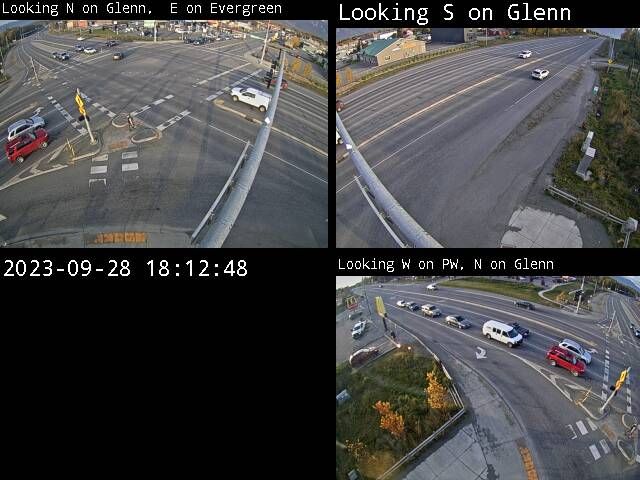 Looking N on Glenn,  E on Evergreen
Looking S on Glenn
2023-09-28 18:12:48
Looking W on PW, N on Glenn